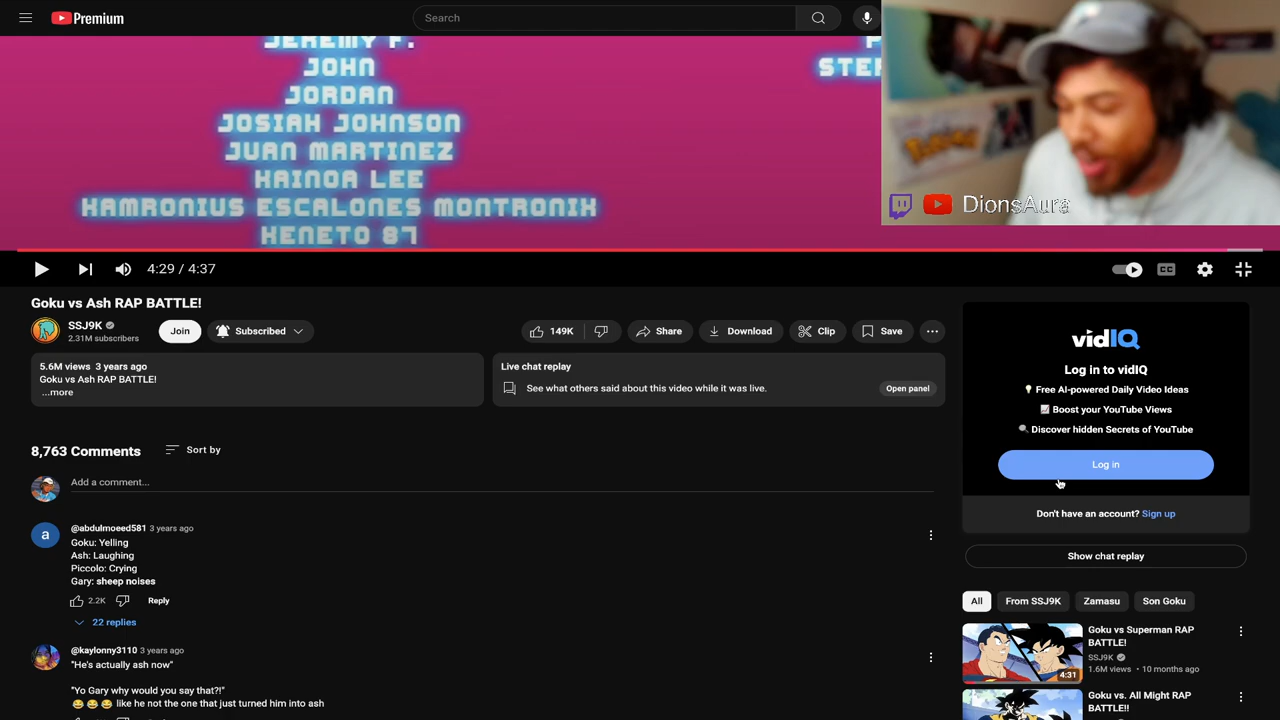 Premium
Search
JEREMY F.
JOHN
JORDAN
JOSIAH JOHNSON
JUAN MARTINEZ
KAINOA LEE
KAMRONIUS ESCALONES MONTRONIX
KENETO 87
DionsAura
4:29 / 4:37
CC
Goku vs Ash RAP BATTLE!
SSJ9K
2.31M subscribers
Join
Subscribed
149K
Share
Download
Clip
Save
5.6M views 3 years ago
Goku vs Ash RAP BATTLE!
...more
Live chat replay
See what others said about this video while it was live.
Open panel
8,763 Comments
Sort by
Add a comment...
a
@abdulmoeed581 3 years ago
Goku: Yelling
Ash: Laughing
Piccolo: Crying
Gary: sheep noises
2.2K
Reply
22 replies
@kaylonny3110 3 years ago
"He's actually ash now"
"Yo Gary why would you say that?!"
😂 😂 😂 like he not the one that just turned him into ash
vidIQ
Log in to vidIQ
💡 Free AI-powered Daily Video Ideas
📈 Boost your YouTube Views
🔍 Discover hidden Secrets of YouTube
Log in
Don't have an account? Sign up
Show chat replay
All
From SSJ9K
Zamasu
Son Goku
Goku vs Superman RAP
BATTLE!
SSJ9K
1.6M views • 10 months ago
4:31
Goku vs. All Might RAP
BATTLE!!